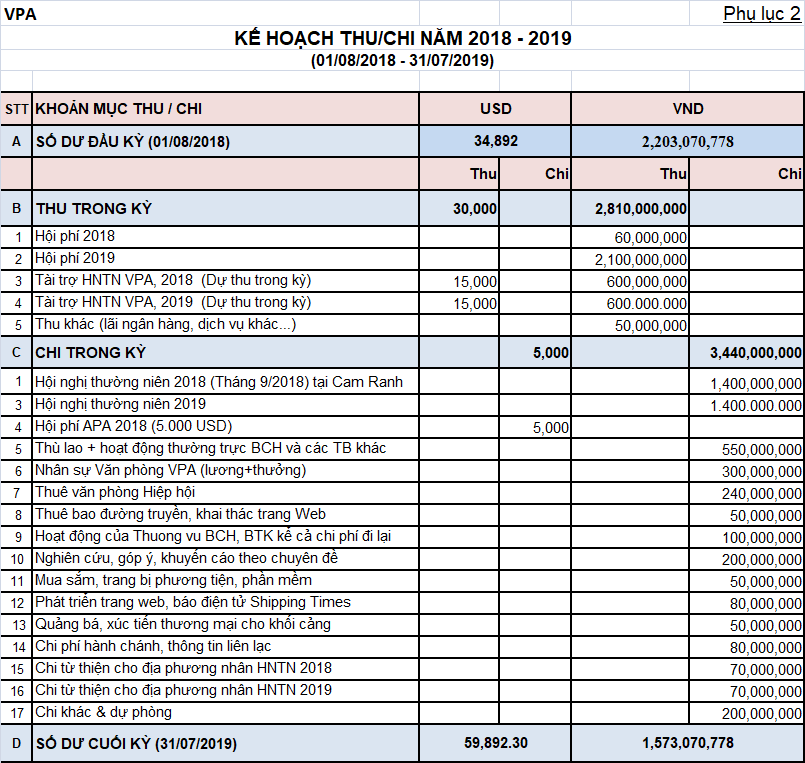 VPA Phụ lục 2
KẾ HOẠCH THU/CHI NĂM 2018 - 2019
(01/08/2018 - 31/07/2019)
STT KHOẢN MỤC THU / CHI USD VND
A SỐ DƯ ĐẦU KỲ (01/08/2018) 34,892 2,203,070,778
Thu Chi Thu Chi
B THU TRONG KỲ 30,000 2,810,000,000
1 Hội phí 2018 60,000,000
2 Hội phí 2019 2,100,000,000
3 Tài trợ HNTN VPA, 2018 (Dự thu trong kỳ) 15,000 600,000,000
4 Tài trợ HNTN VPA, 2019 (Dự thu trong kỳ) 15,000 600.000.000
5 Thu khác (lãi ngân hàng, dịch vụ khác...) 50,000,000
C CHI TRONG KỲ 5,000 3,440,000,000
1 Hội nghị thường niên 2018 (Tháng 9/2018) tại Cam Ranh 1,400,000,000
3 Hội nghị thường niên 2019 1.400.000.000
4 Hội phí APA 2018 (5.000 USD) 5,000
5 Thù lao + hoạt động thường trực BCH và các TB khác 550,000,000
6 Nhân sự Văn phòng VPA (lương+thưởng) 300,000,000
7 Thuê văn phòng Hiệp hội 240,000,000
8 Thuê bao đường truyền, khai thác trang Web 50,000,000
9 Hoạt động của Thuong vu BCH, BTK kể cả chi phí đi lại 100,000,000
10 Nghiên cứu, góp ý, khuyến cáo theo chuyên đề 200,000,000
11 Mua sắm, trang bị phương tiện, phần mềm 50,000,000
12 Phát triển trang web, báo điện tử Shipping Times 80,000,000
13 Quảng bá, xúc tiến thương mại cho khối cảng 50,000,000
14 Chi phí hành chánh, thông tin liên lạc 80,000,000
15 Chi từ thiện cho địa phương nhân HNTN 2018 70,000,000
16 Chi từ thiện cho địa phương nhân HNTN 2019 70,000,000
17 Chi khác & dự phòng 200,000,000
D SỐ DƯ CUỐI KỲ (31/07/2019) 59,892.30 1,573,070,778